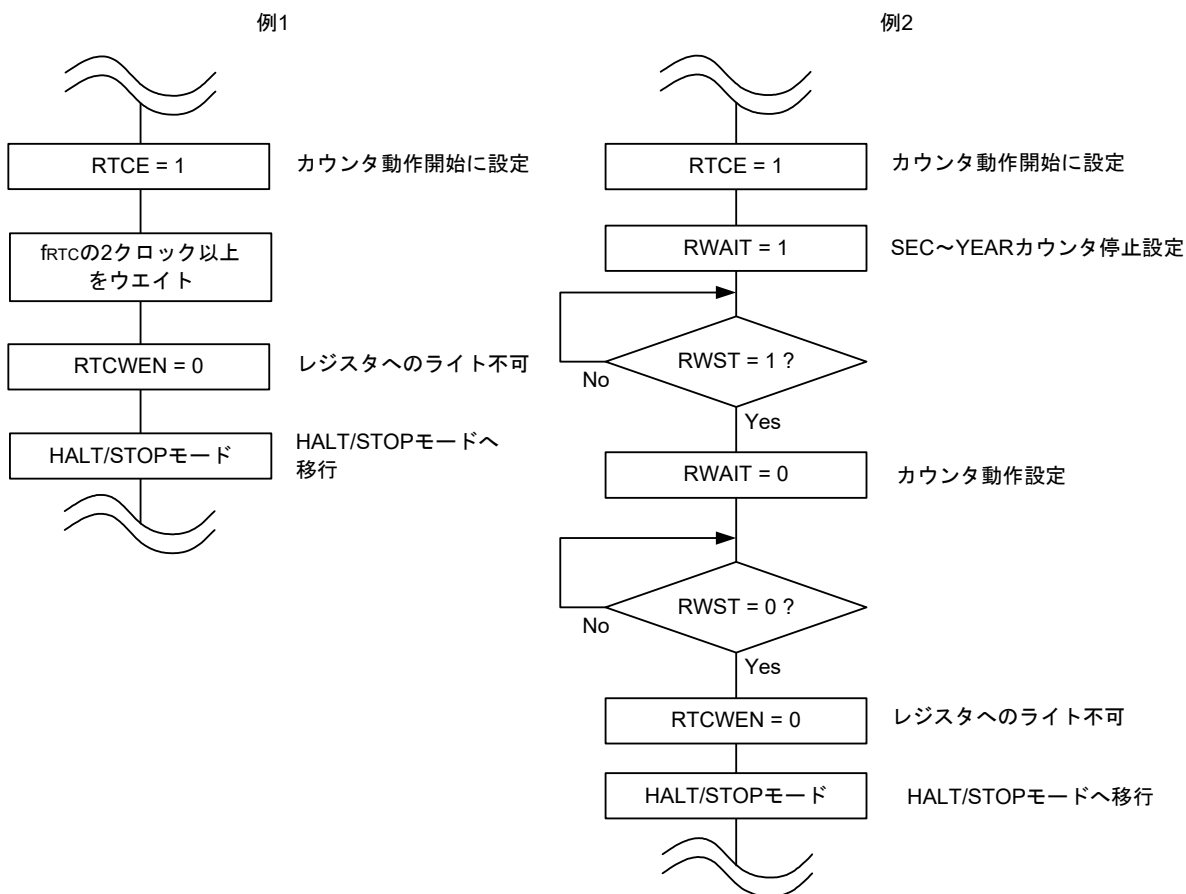 例1
RTCE = 1
カウンタ動作開始に設定
fRTCの2クロック以上
をウエイト
RTCWEN = 0
レジスタへのライト不可
HALT/STOPモード
HALT/STOPモードへ
移行
例2
RTCE = 1
カウンタ動作開始に設定
RWAIT = 1
SEC～YEARカウンタ停止設定
RWST = 1 ?
No
Yes
RWAIT = 0
カウンタ動作設定
RWST = 0 ?
No
Yes
RTCWEN = 0
レジスタへのライト不可
HALT/STOPモード
HALT/STOPモードへ移行